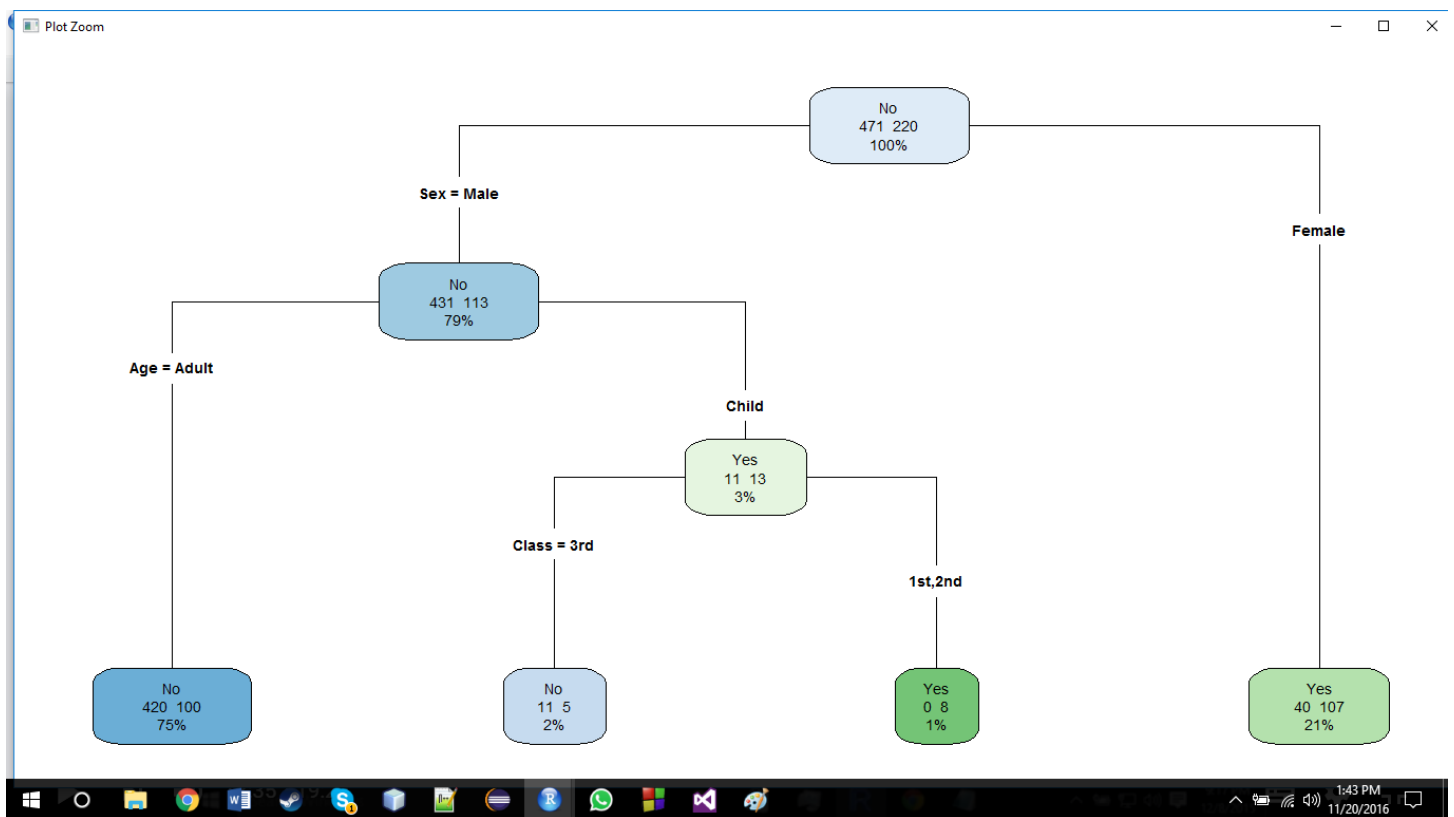 Plot Zoom
No
471 220
100%
Sex = Male
Female
No
431 113
79%
Age = Adult
Child
Yes
11 13
3%
Class = 3rd
1st,2nd
No
420 100
75%
No
11 5
2%
Yes
0 8
1%
Yes
40 107
21%
1:43 PM
11/20/2016